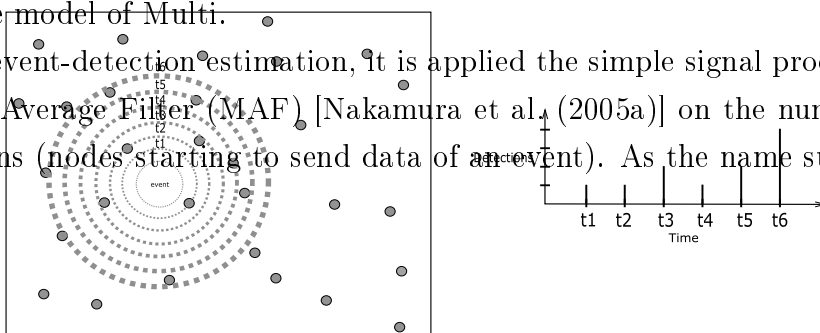 e model of Multi.
event-detection estimation, it is applied the simple signal pro
Average Filter (MAF) [Nakamura et al. (2005a)] on the nu
ns (nodes starting to send data of an event). As the name su
t6
t5
t4
t3
t2
t1
event
Detections
t1 t2 t3 t4 t5 t6
Time